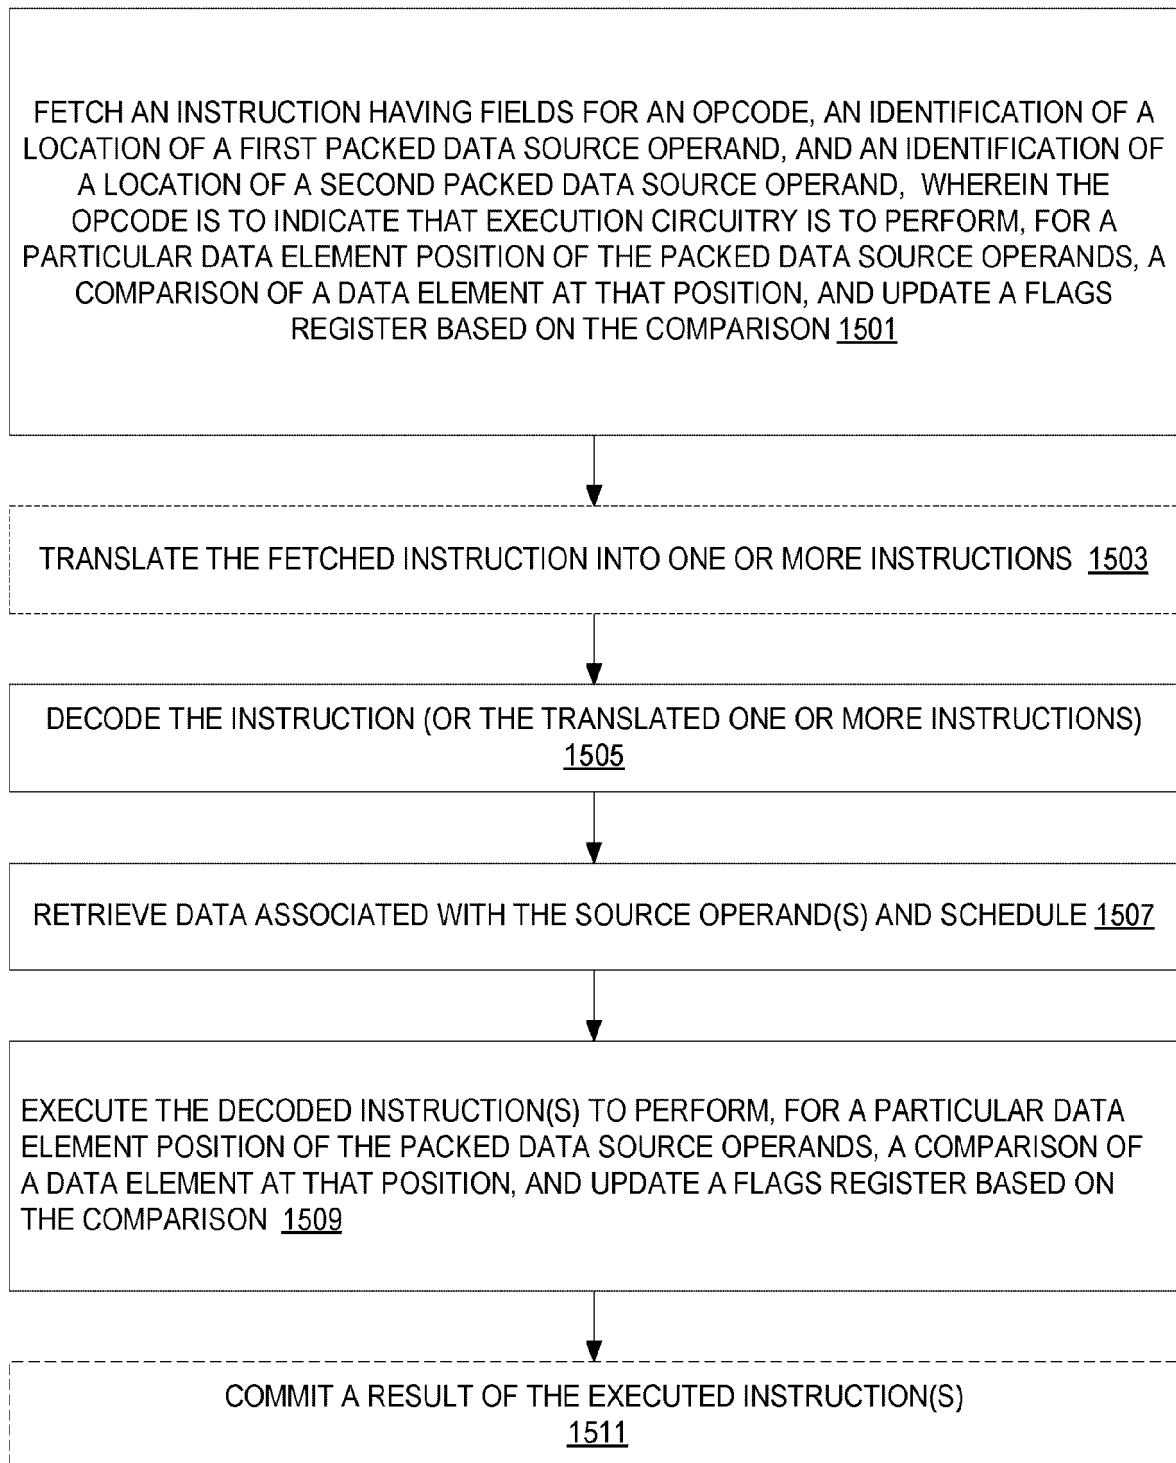 FETCH AN INSTRUCTION HAVING FIELDS FOR AN OPCODE, AN IDENTIFICATION OF A
LOCATION OF A FIRST PACKED DATA SOURCE OPERAND, AND AN IDENTIFICATION OF
A LOCATION OF A SECOND PACKED DATA SOURCE OPERAND, WHEREIN THE
OPCODE IS TO INDICATE THAT EXECUTION CIRCUITRY IS TO PERFORM, FOR A
PARTICULAR DATA ELEMENT POSITION OF THE PACKED DATA SOURCE OPERANDS, A
COMPARISON OF A DATA ELEMENT AT THAT POSITION, AND UPDATE A FLAGS
REGISTER BASED ON THE COMPARISON 1501
TRANSLATE THE FETCHED INSTRUCTION INTO ONE OR MORE INSTRUCTIONS 1503
DECODE THE INSTRUCTION (OR THE TRANSLATED ONE OR MORE INSTRUCTIONS)
1505
RETRIEVE DATA ASSOCIATED WITH THE SOURCE OPERAND(S) AND SCHEDULE 1507
EXECUTE THE DECODED INSTRUCTION(S) TO PERFORM, FOR A PARTICULAR DATA
ELEMENT POSITION OF THE PACKED DATA SOURCE OPERANDS, A COMPARISON OF
A DATA ELEMENT AT THAT POSITION, AND UPDATE A FLAGS REGISTER BASED ON
THE COMPARISON 1509
COMMIT A RESULT OF THE EXECUTED INSTRUCTION(S)
1511